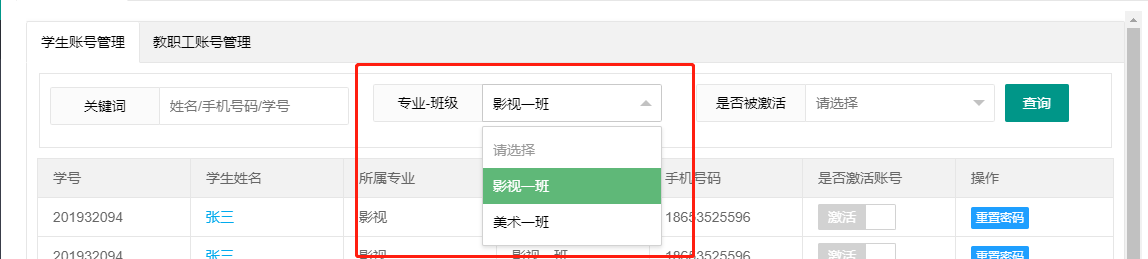 学生账号管理 教职工账号管理
关键词 姓名/手机号码/学号 专业-班级 影视一班 是否被激活 请选择 查询
请选择
影视一班
美术一班
学号 学生姓名 所属专业 手机号码 是否激活账号 操作
201932094 张三 影视 18653525596 激活 重置密码
201932094 张三 影视 影视一班 18653525596 激活 重置密码